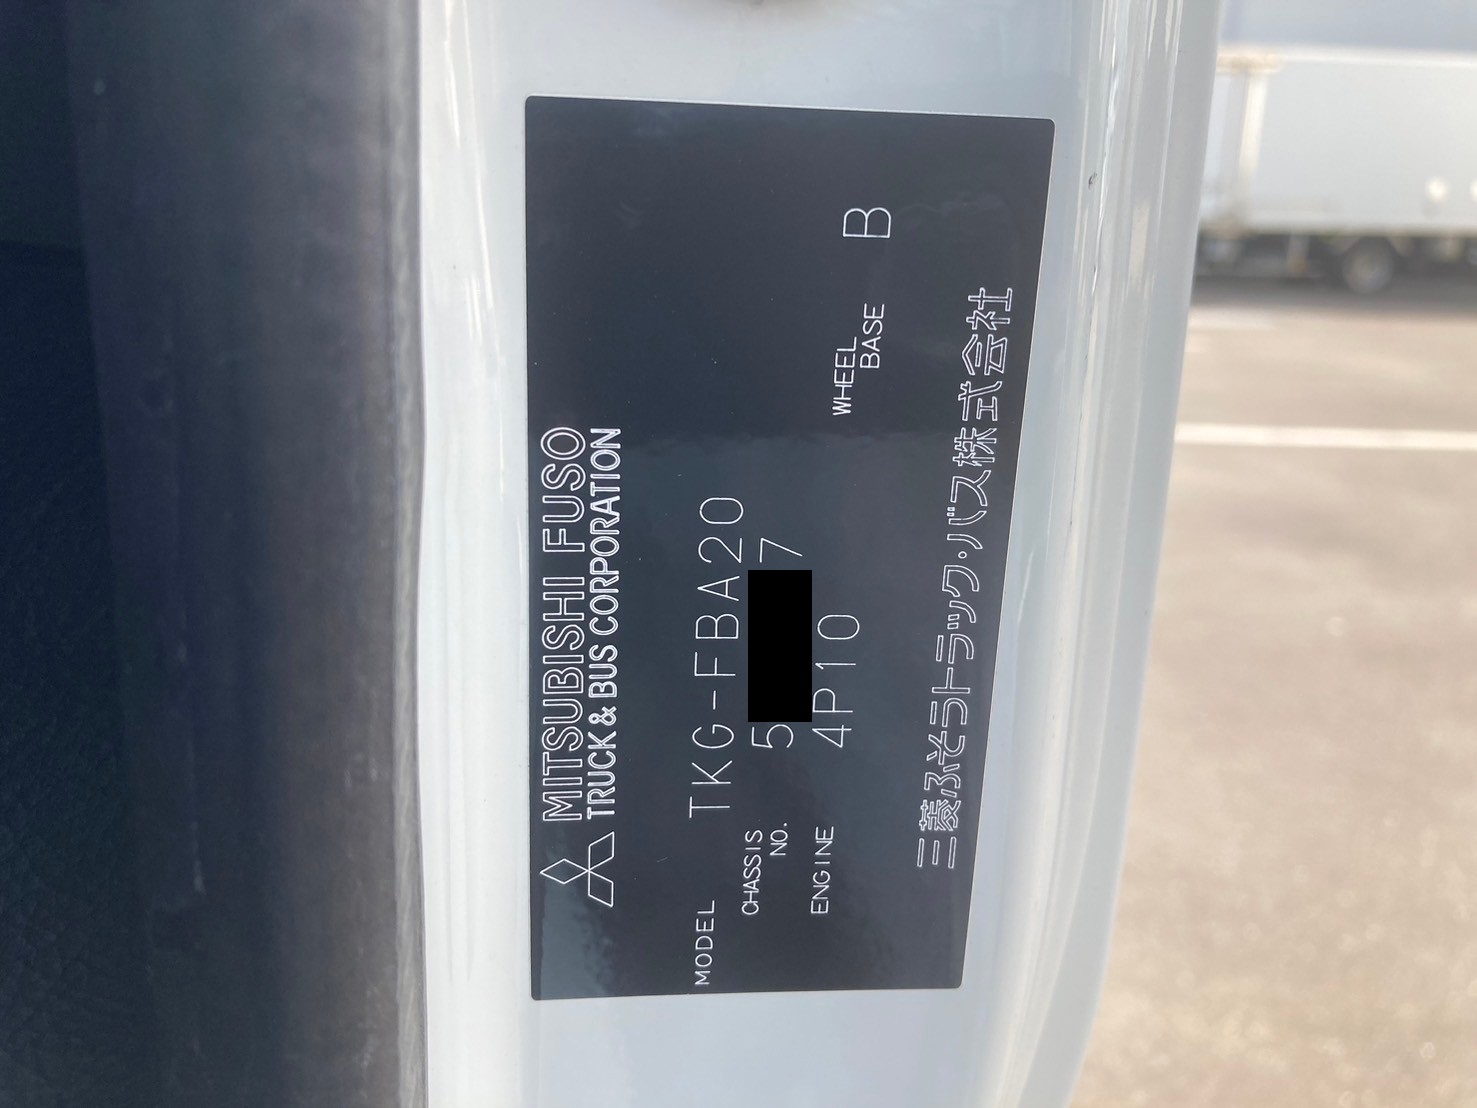 MITSUBISHI FUSO
TRUCK & BUS CORPORATION
MODEL TKG-FBA20
CHASSIS NO. 5 7
ENGINE 4P10
WHEEL BASE B
三菱ふそうトラック・バス株式会社